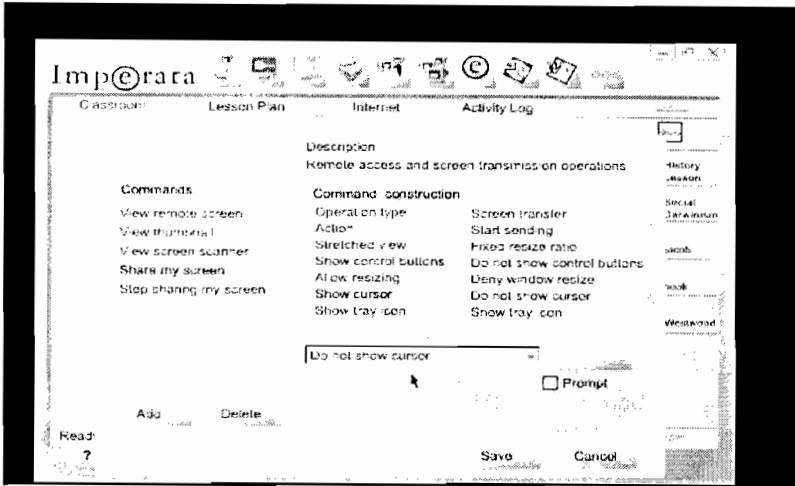 Imperata
Classroom Lesson Plan Internet Activity Log
Description
Remote access and screen transmission operations
History
Lesson
Commands
Command construction
Social
Darwinism
View remote screen
Operation type Screen transfer
View thumbnail
Action Start sending
View screen scanner
Stretched view Fixed resize ratio
Jacob
Share my screen
Show control buttons Do not show control buttons
Stop sharing my screen
Allow resizing Deny window resize
Show cursor Do not show cursor
Show tray icon Show tray icon
Westwood
Do not show cursor
Prompt
Add Delete
Ready
?
Save Cancel